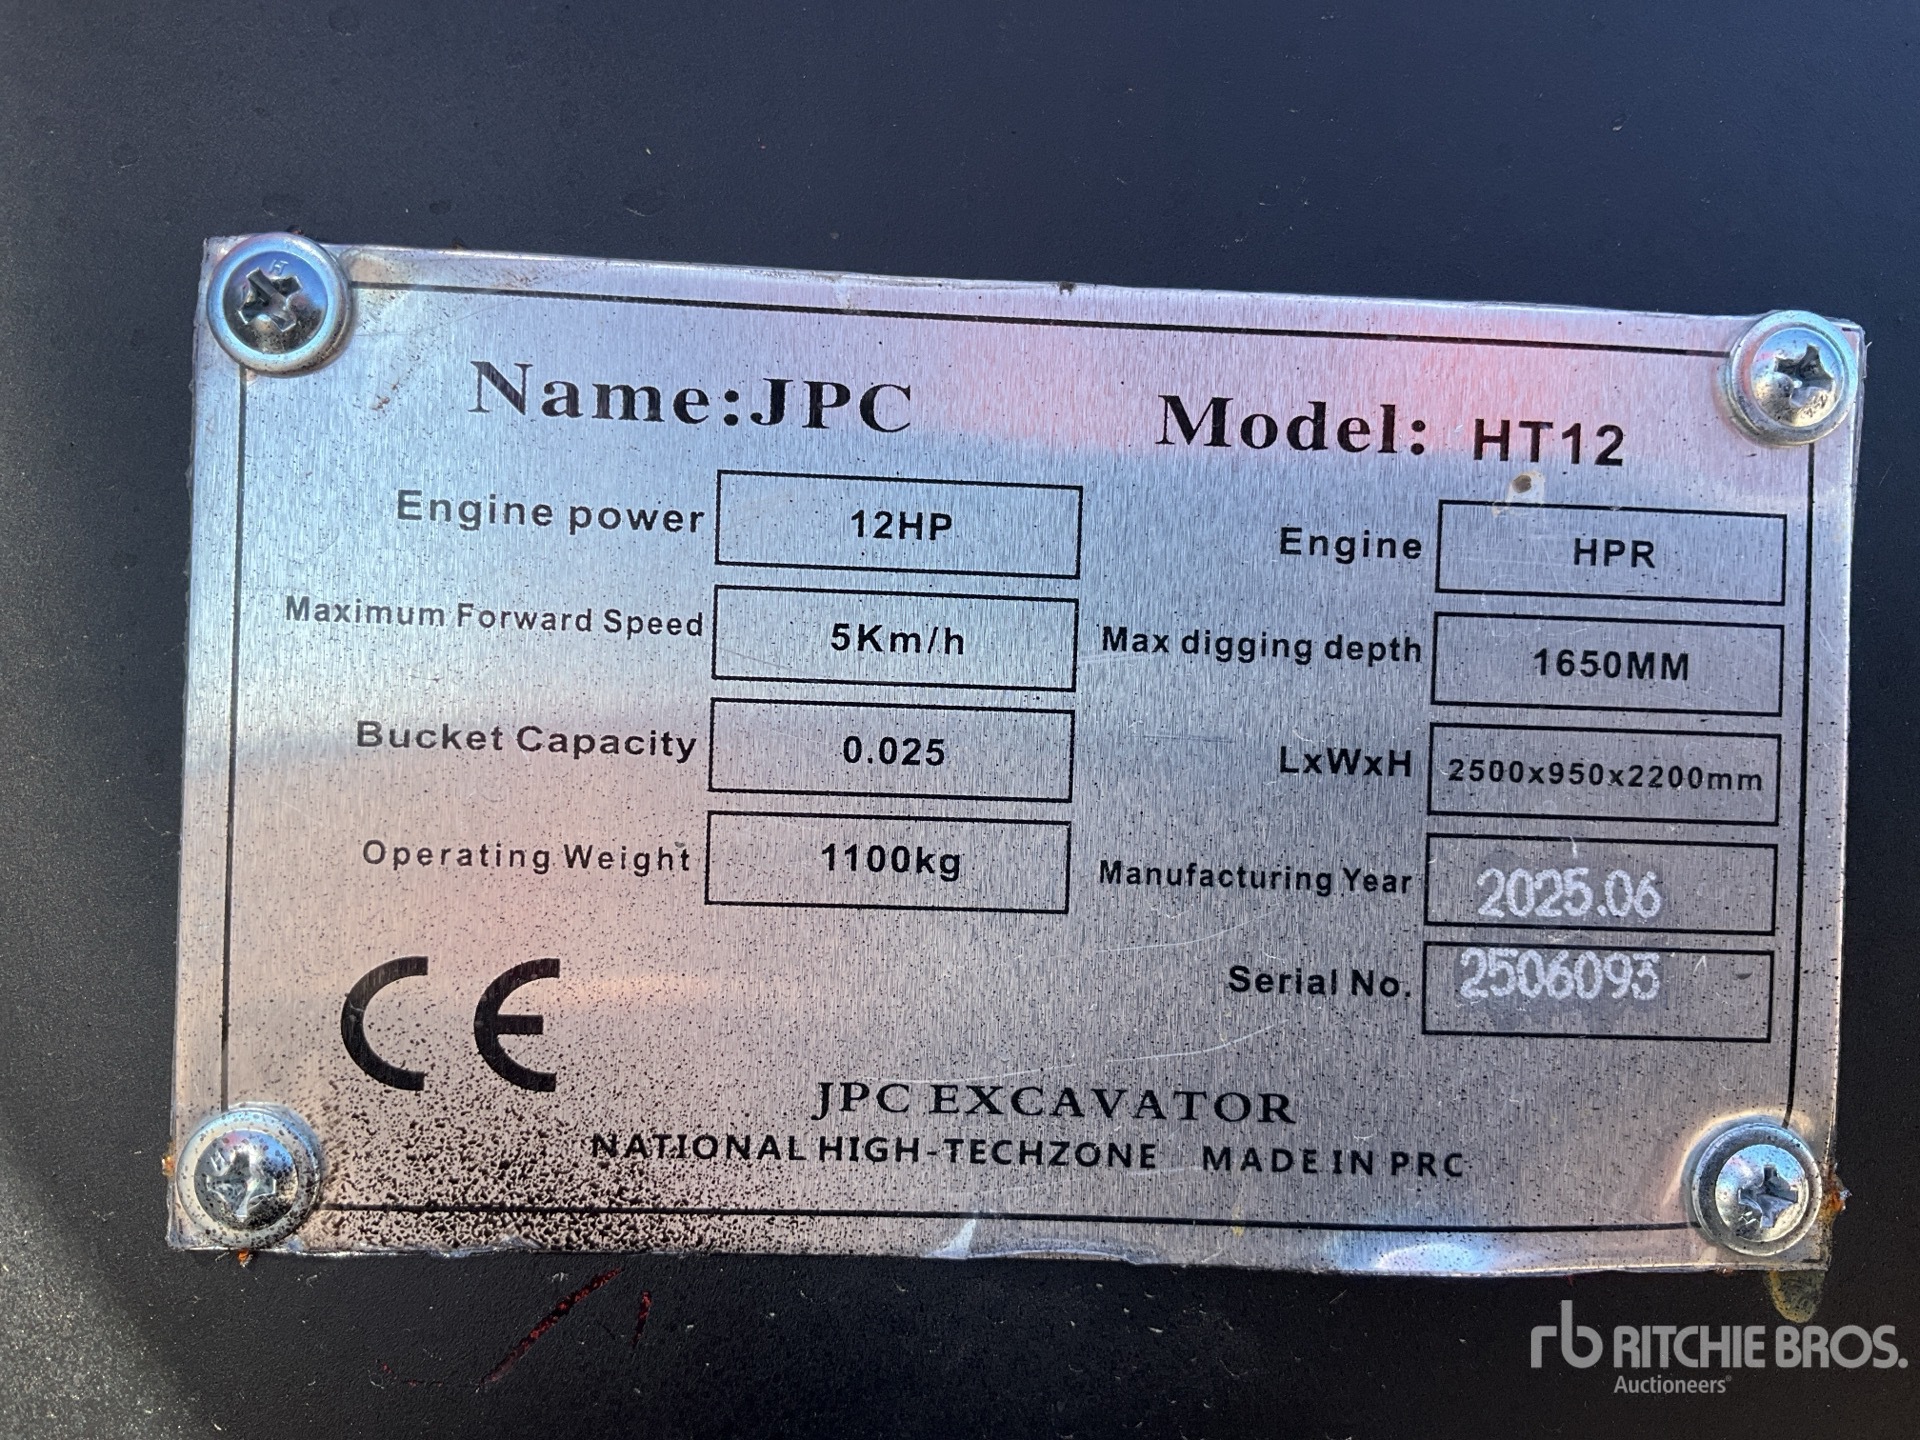 Name:JPC Model: HT12
Engine power 12HP Engine HPR
Maximum Forward Speed 5Km/h Max digging depth 1650MM
Bucket Capacity 0.025 LxWxH 2500x950x2200mm
Operating Weight 1100kg Manufacturing Year 2025.06
Serial No. 2506093
CE
JPC EXCAVATOR
NATIONAL HIGH-TECHZONE MADE IN PRC
rb RITCHIE BROS.
Auctioneers®